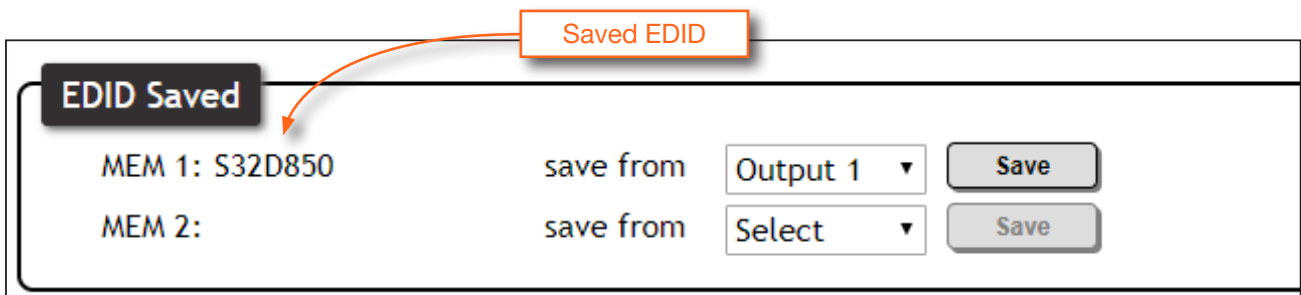 Saved EDID
EDID Saved
MEM 1: S32D850 save from Output 1 Save
MEM 2: save from Select Save